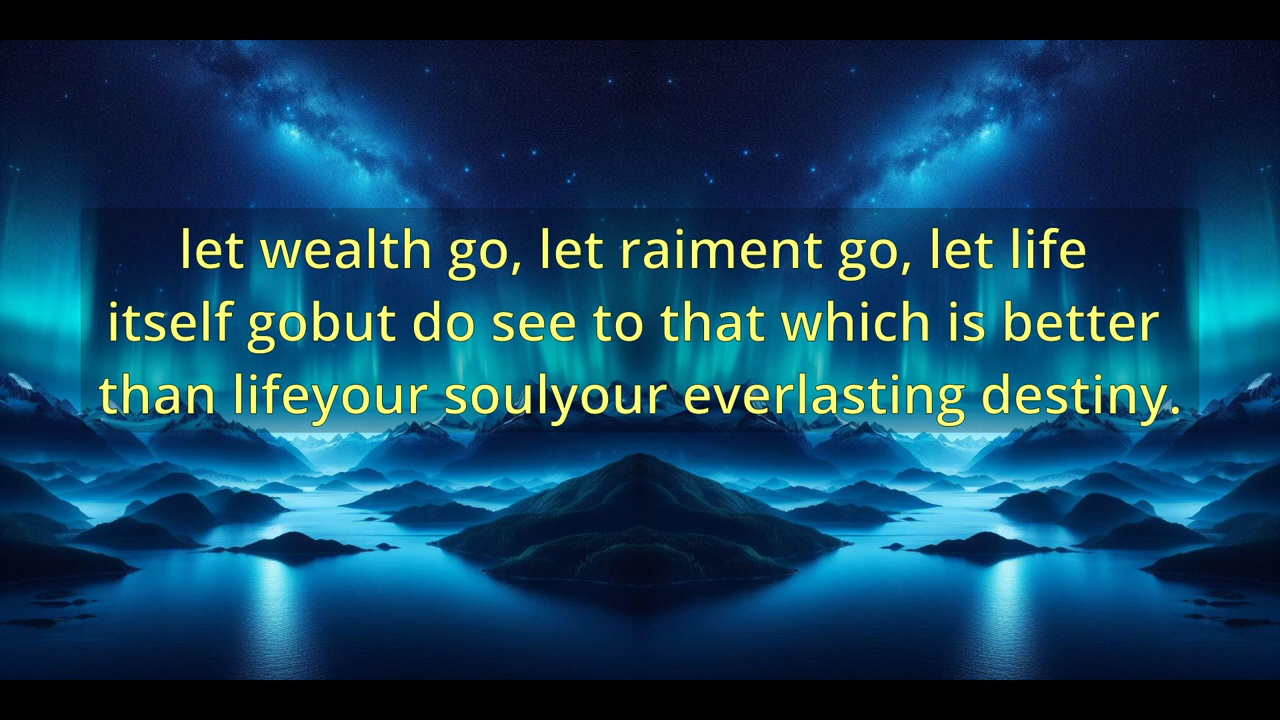 let wealth go, let raiment go, let life
itself gobut do see to that which is better
than lifeyour soulyour everlasting destiny.